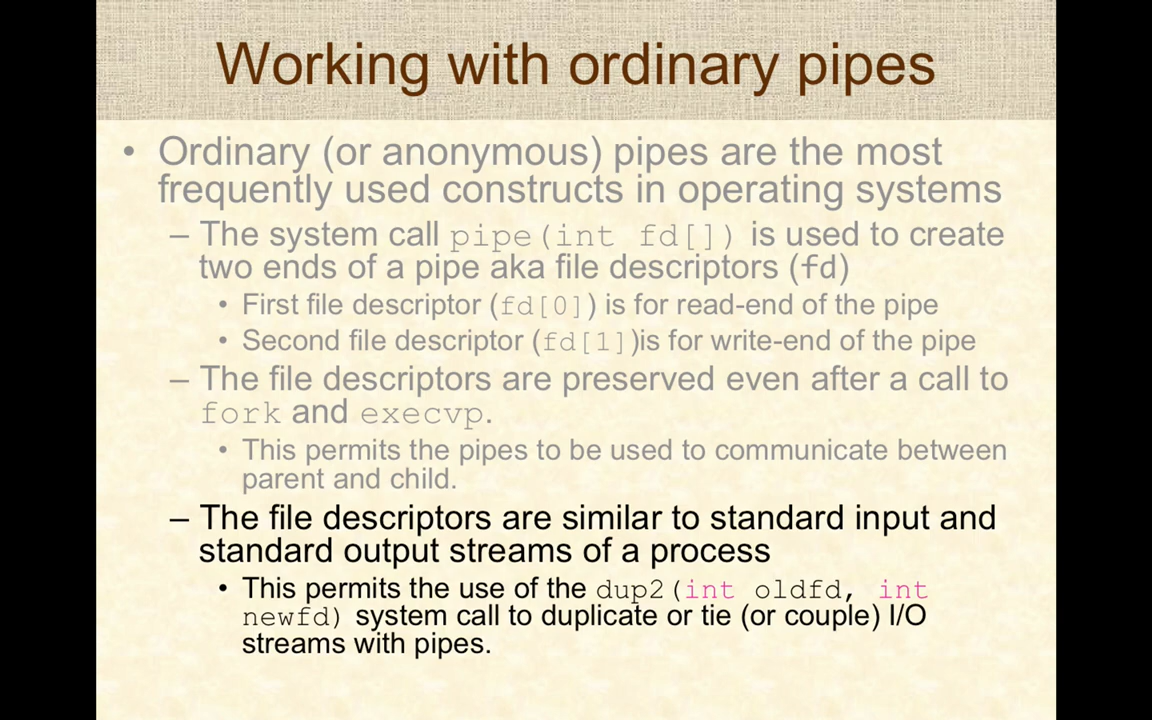 Working with ordinary pipes
• Ordinary (or anonymous) pipes are the most
frequently used constructs in operating systems
– The system call pipe(int fd[]) is used to create
two ends of a pipe aka file descriptors (fd)
• First file descriptor (fd[0]) is for read-end of the pipe
• Second file descriptor (fd[1])is for write-end of the pipe
– The file descriptors are preserved even after a call to
fork and execvp.
• This permits the pipes to be used to communicate between
parent and child.
– The file descriptors are similar to standard input and
standard output streams of a process
• This permits the use of the dup2(int oldfd, int
newfd) system call to duplicate or tie (or couple) I/O
streams with pipes.